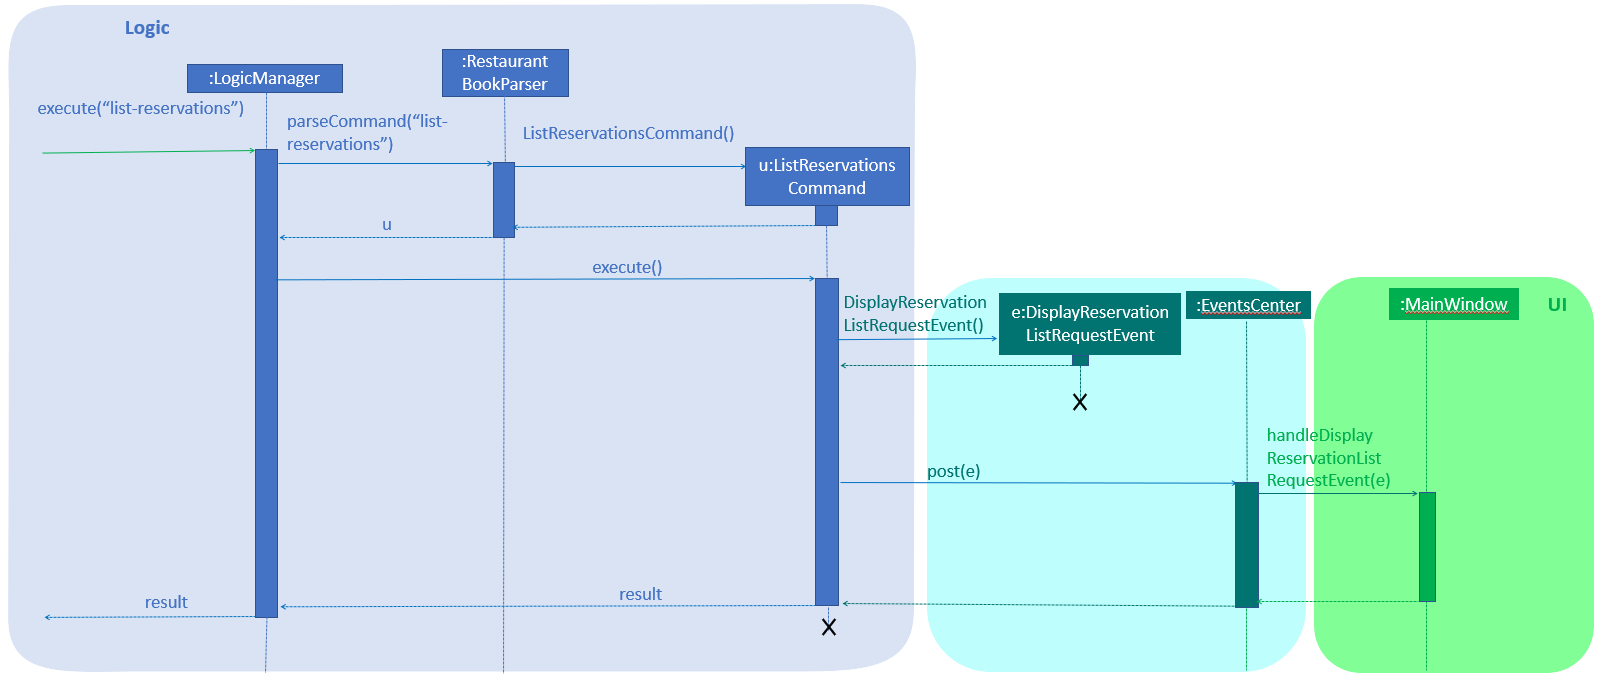 Logic
:LogicManager
:Restaurant
BookParser
execute(“list-reservations”)
parseCommand(“list-
reservations”)
ListReservationsCommand()
u:ListReservations
Command
u
execute()
DisplayReservation
ListRequestEvent()
e:DisplayReservation
ListRequestEvent
:EventsCenter
:MainWindow
UI
handleDisplay
ReservationList
RequestEvent(e)
post(e)
result
result